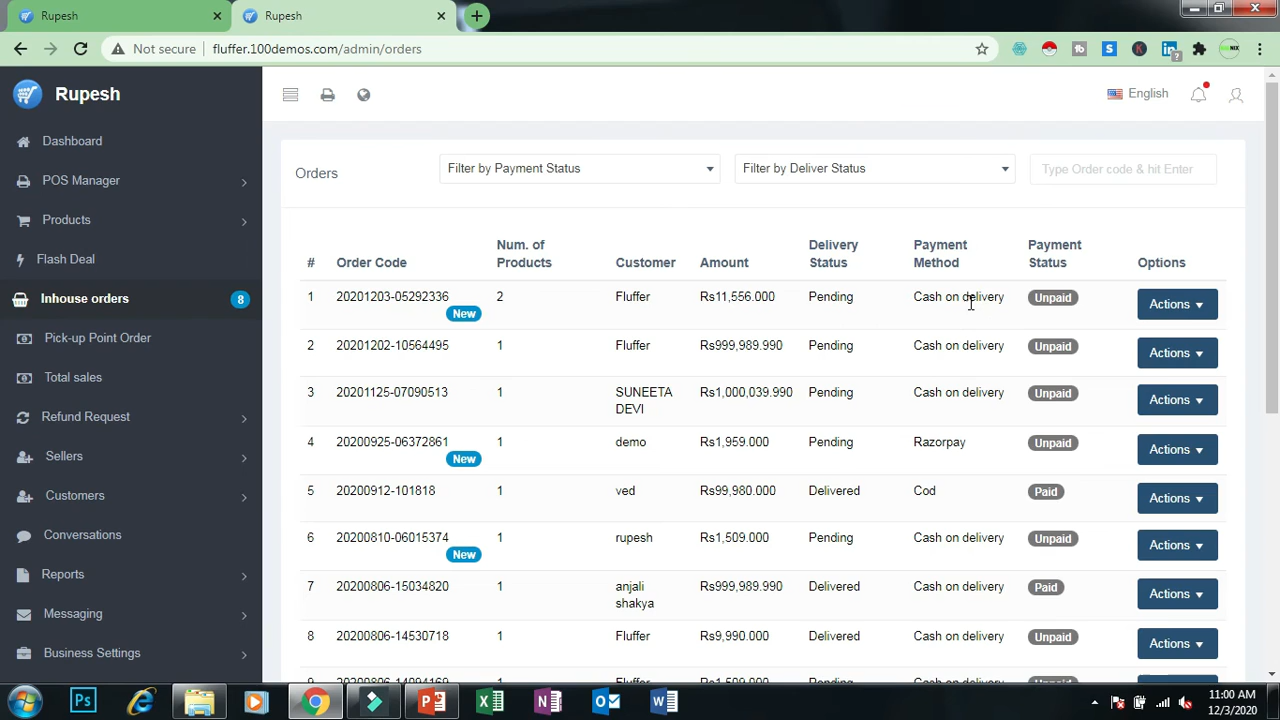 Rupesh
Rupesh
Not secure
fluffer.100demos.com/admin/orders
Rupesh
English
Dashboard
POS Manager
Products
Flash Deal
Inhouse orders 8
Pick-up Point Order
Total sales
Refund Request
Sellers
Customers
Conversations
Reports
Messaging
Business Settings
Orders
Filter by Payment Status
Filter by Deliver Status
Type Order code & hit Enter
# Order Code Num. of Products Customer Amount Delivery Status Payment Method Payment Status Options
1 20201203-05292336 New 2 Fluffer Rs11,556.000 Pending Cash on delivery Unpaid Actions
2 20201202-10564495 1 Fluffer Rs999,989.990 Pending Cash on delivery Unpaid Actions
3 20201125-07090513 1 SUNEETA DEVI Rs1,000,039.990 Pending Cash on delivery Unpaid Actions
4 20200925-06372861 New 1 demo Rs1,959.000 Pending Razorpay Unpaid Actions
5 20200912-101818 1 ved Rs99,980.000 Delivered Cod Paid Actions
6 20200810-06015374 New 1 rupesh Rs1,509.000 Pending Cash on delivery Unpaid Actions
7 20200806-15034820 1 anjali shakya Rs999,989.990 Delivered Cash on delivery Paid Actions
8 20200806-14530718 1 Fluffer Rs9,990.000 Delivered Cash on delivery Unpaid Actions
11:00 AM
12/3/2020